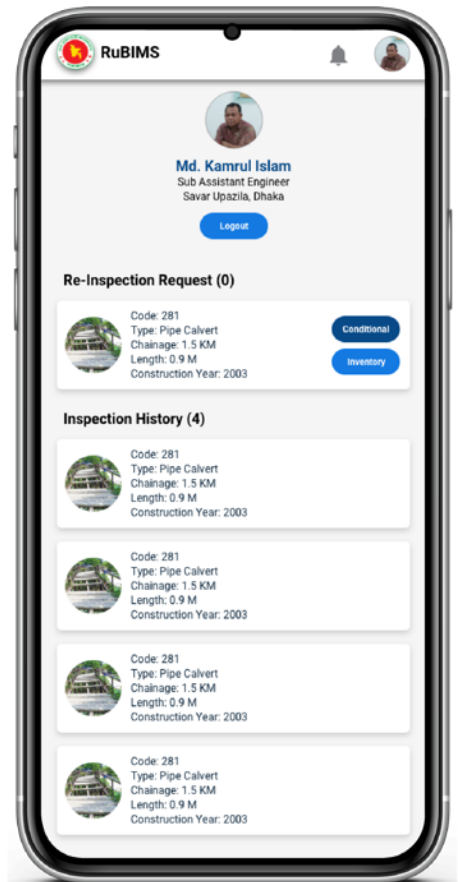 RuBIMS
Md. Kamrul Islam
Sub Assistant Engineer
Savar Upazila, Dhaka
Logout
Re-Inspection Request (0)
Code: 281
Type: Pipe Calvert
Chainage: 1.5 KM
Length: 0.9 M
Construction Year: 2003
Conditional
Inventory
Inspection History (4)
Code: 281
Type: Pipe Calvert
Chainage: 1.5 KM
Length: 0.9 M
Construction Year: 2003
Code: 281
Type: Pipe Calvert
Chainage: 1.5 KM
Length: 0.9 M
Construction Year: 2003
Code: 281
Type: Pipe Calvert
Chainage: 1.5 KM
Length: 0.9 M
Construction Year: 2003
Code: 281
Type: Pipe Calvert
Chainage: 1.5 KM
Length: 0.9 M
Construction Year: 2003